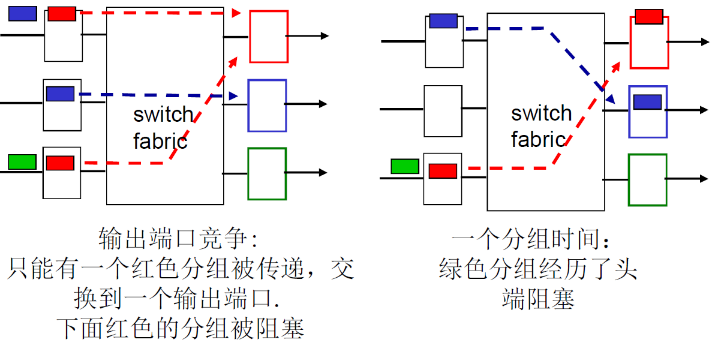 switch
fabric
输出端口竞争:
只能有一个红色分组被传递，交
换到一个输出端口.
下面红色的分组被阻塞
switch
fabric
一个分组时间:
绿色分组经历了头
端阻塞